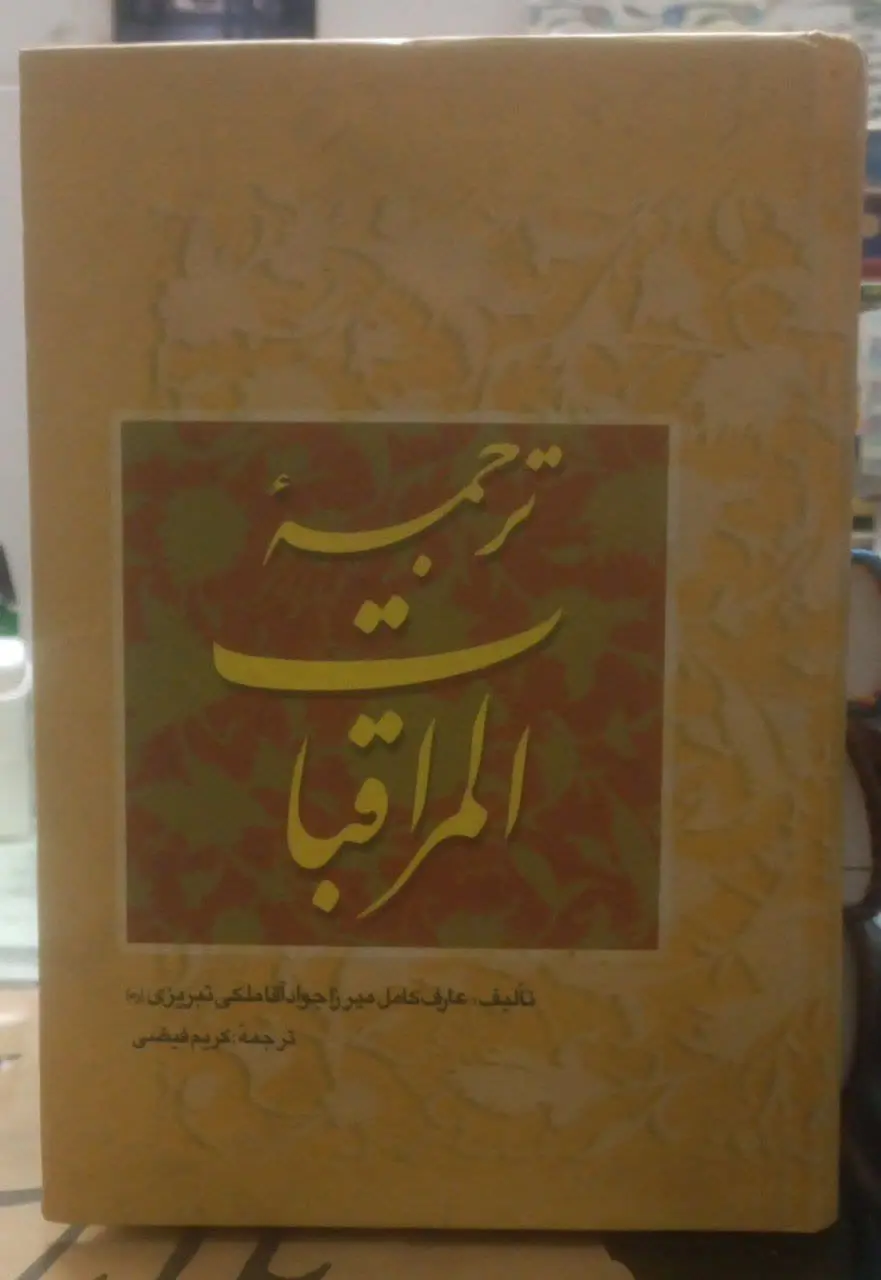 ترجمهٔ
المراقبات
تألیف: عارف کامل میرزا جواد آقا ملکی تبریزی (ره)
ترجمه: کریم فیضی